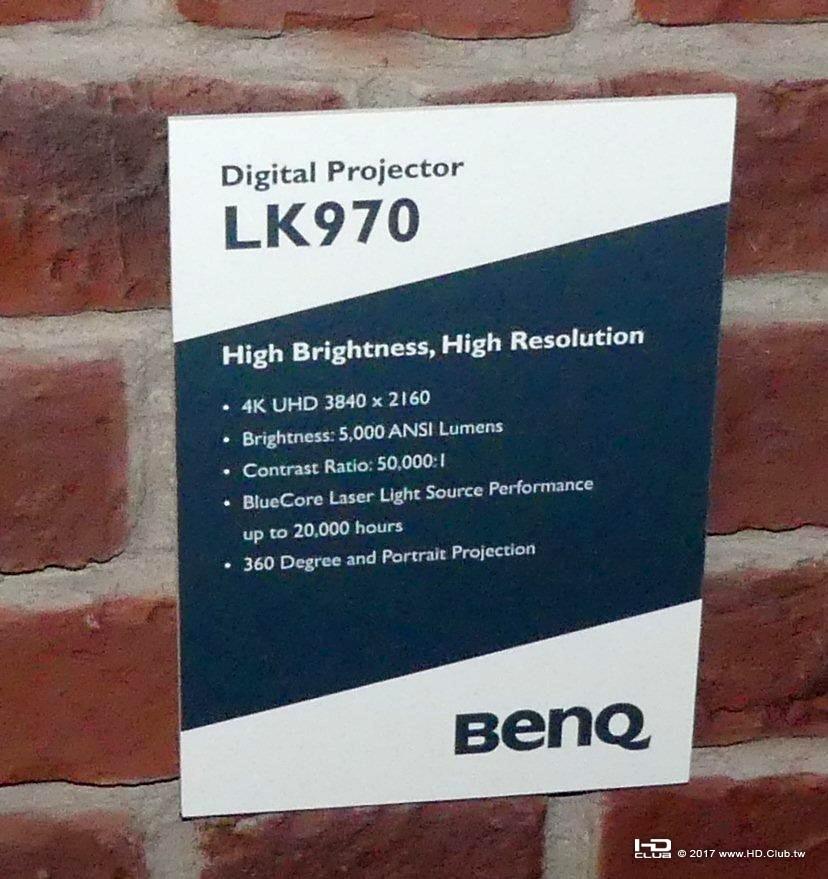 Digital Projector
LK970
High Brightness, High Resolution
• 4K UHD 3840 x 2160
• Brightness: 5,000 ANSI Lumens
• Contrast Ratio: 50,000:1
• BlueCore Laser Light Source Performance
up to 20,000 hours
• 360 Degree and Portrait Projection
BenQ
HD CLUB © 2017 www.HD.Club.tw